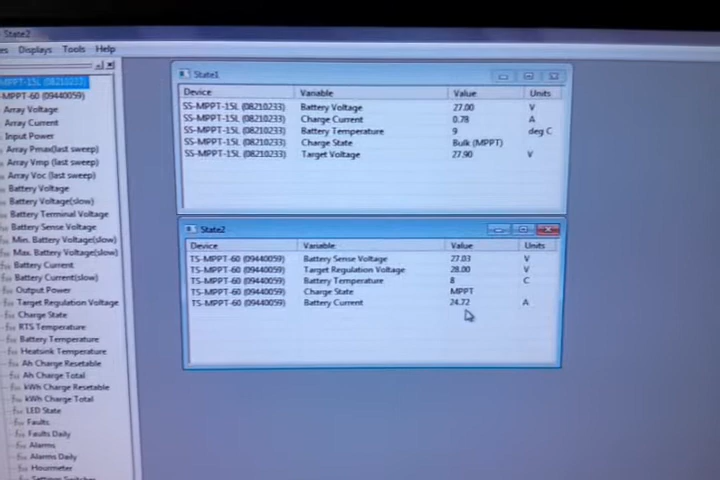 State2
es Displays Tools Help
MPPT-15L (08210233)
MPPT-60 (09440059)
Array Voltage
Array Current
Input Power
Array Pmax(last sweep)
Array Vmp (last sweep)
Array Voc (last sweep)
Battery Voltage
Battery Voltage(slow)
Battery Terminal Voltage
Battery Sense Voltage
Min. Battery Voltage(slow)
Max. Battery Voltage(slow)
Battery Current
Battery Current(slow)
Output Power
Target Regulation Voltage
Charge State
RTS Temperature
Battery Temperature
Heatsink Temperature
Ah Charge Resetable
Ah Charge Total
kWh Charge Resetable
kWh Charge Total
LED State
Faults
Faults Daily
Alarms
Alarms Daily
Hourmeter
State1
Device Variable Value Units
SS-MPPT-15L (08210233) Battery Voltage 27.00 V
SS-MPPT-15L (08210233) Charge Current 0.78 A
SS-MPPT-15L (08210233) Battery Temperature 9 deg C
SS-MPPT-15L (08210233) Charge State Bulk (MPPT)
SS-MPPT-15L (08210233) Target Voltage 27.90 V
State2
Device Variable Value Units
TS-MPPT-60 (09440059) Battery Sense Voltage 27.03 V
TS-MPPT-60 (09440059) Target Regulation Voltage 28.00 V
TS-MPPT-60 (09440059) Battery Temperature 8 C
TS-MPPT-60 (09440059) Charge State MPPT
TS-MPPT-60 (09440059) Battery Current 24.72 A